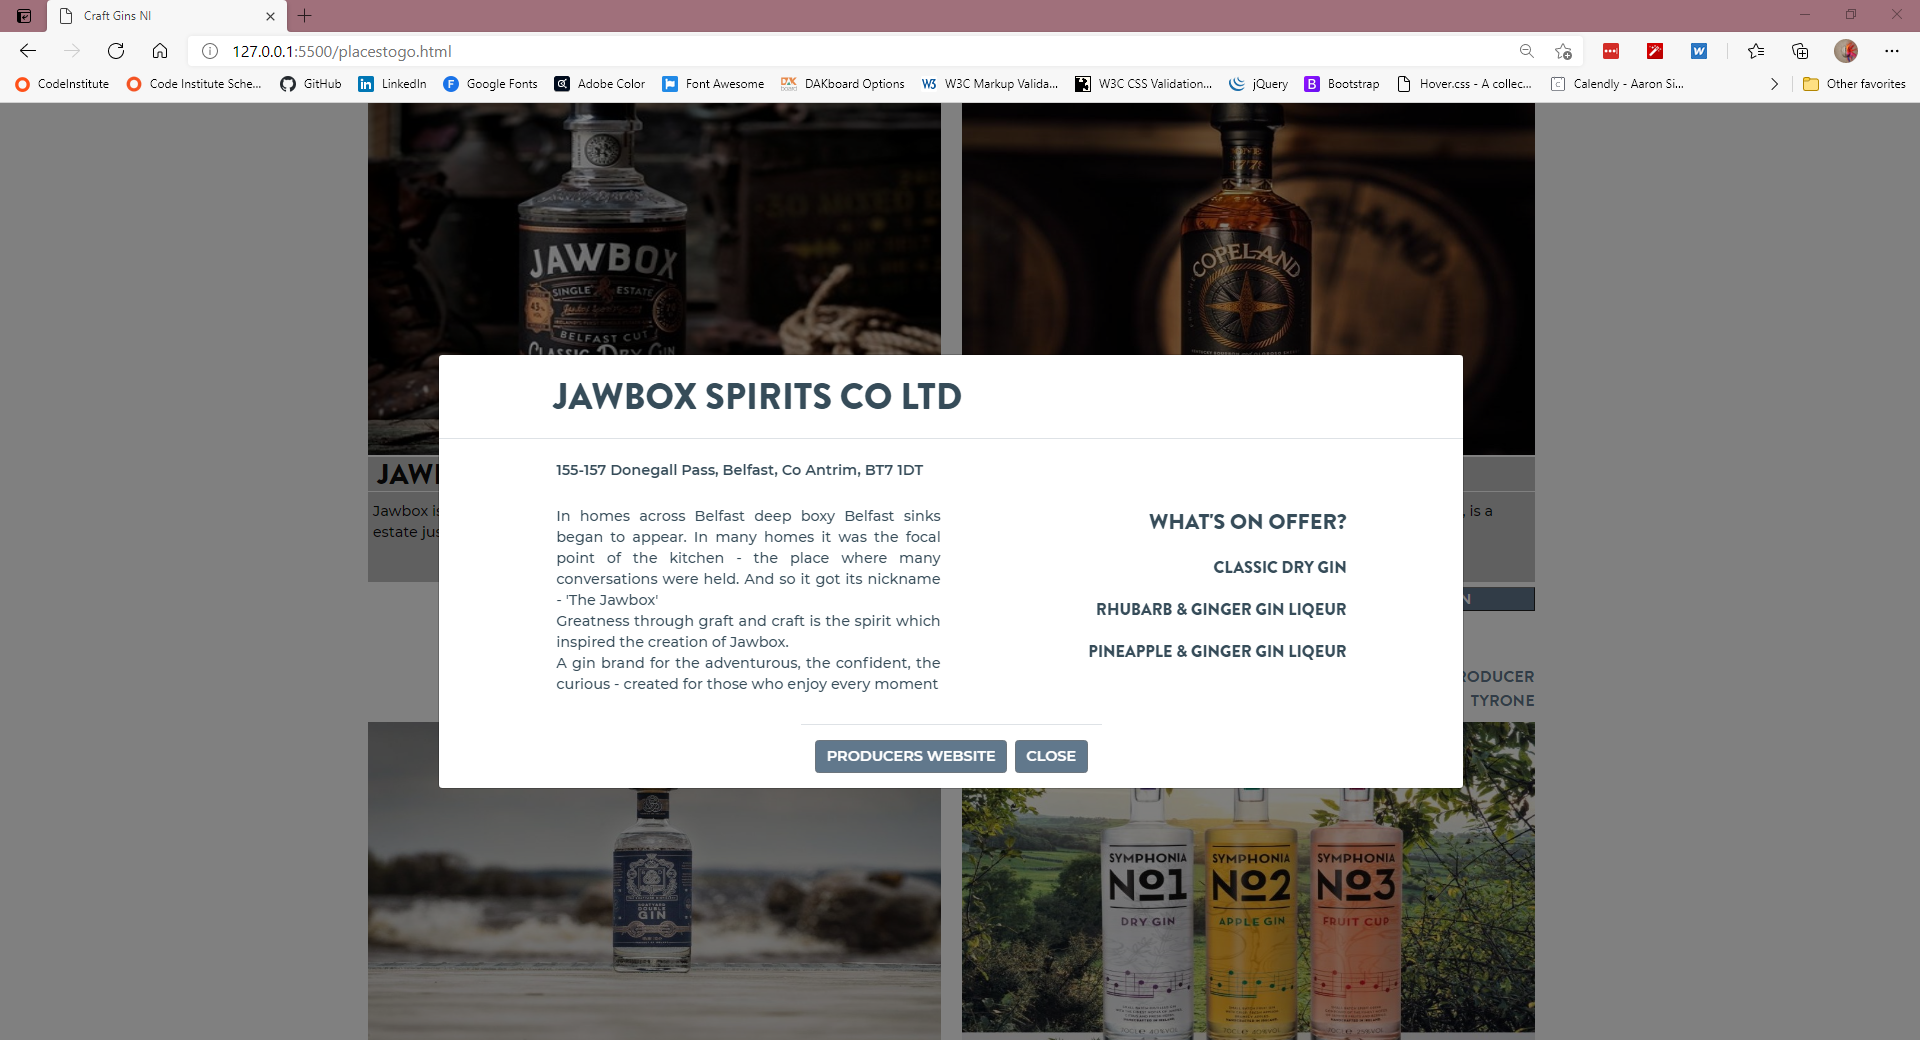 Craft Gins NI
127.0.0.1:5500/placestogo.html
CodeInstitute
Code Institute Sche...
GitHub
LinkedIn
Google Fonts
Adobe Color
Font Awesome
DAKboard Options
W3C Markup Valida...
W3C CSS Validation...
jQuery
Bootstrap
Hover.css - A collec...
Calendly - Aaron Si...
Other favorites
JAWBOX
SINGLE ESTATE
BELFAST CUT
CLASSIC DRY GIN
COPELAND
JAWBOX SPIRITS CO LTD
155-157 Donegall Pass, Belfast, Co Antrim, BT7 1DT
In homes across Belfast deep boxy Belfast sinks
began to appear. In many homes it was the focal
point of the kitchen - the place where many
conversations were held. And so it got its nickname
- 'The Jawbox'
Greatness through graft and craft is the spirit which
inspired the creation of Jawbox.
A gin brand for the adventurous, the confident, the
curious - created for those who enjoy every moment
WHAT'S ON OFFER?
CLASSIC DRY GIN
RHUBARB & GINGER GIN LIQEUR
PINEAPPLE & GINGER GIN LIQEUR
PRODUCERS WEBSITE
CLOSE
Jawbox is
estate jus
, is a
N
RODUCER
TYRONE
DOUBLE
GIN
SYMPHONIA
No1
DRY GIN
SYMPHONIA
No2
APPLE GIN
SYMPHONIA
No3
FRUIT CUP